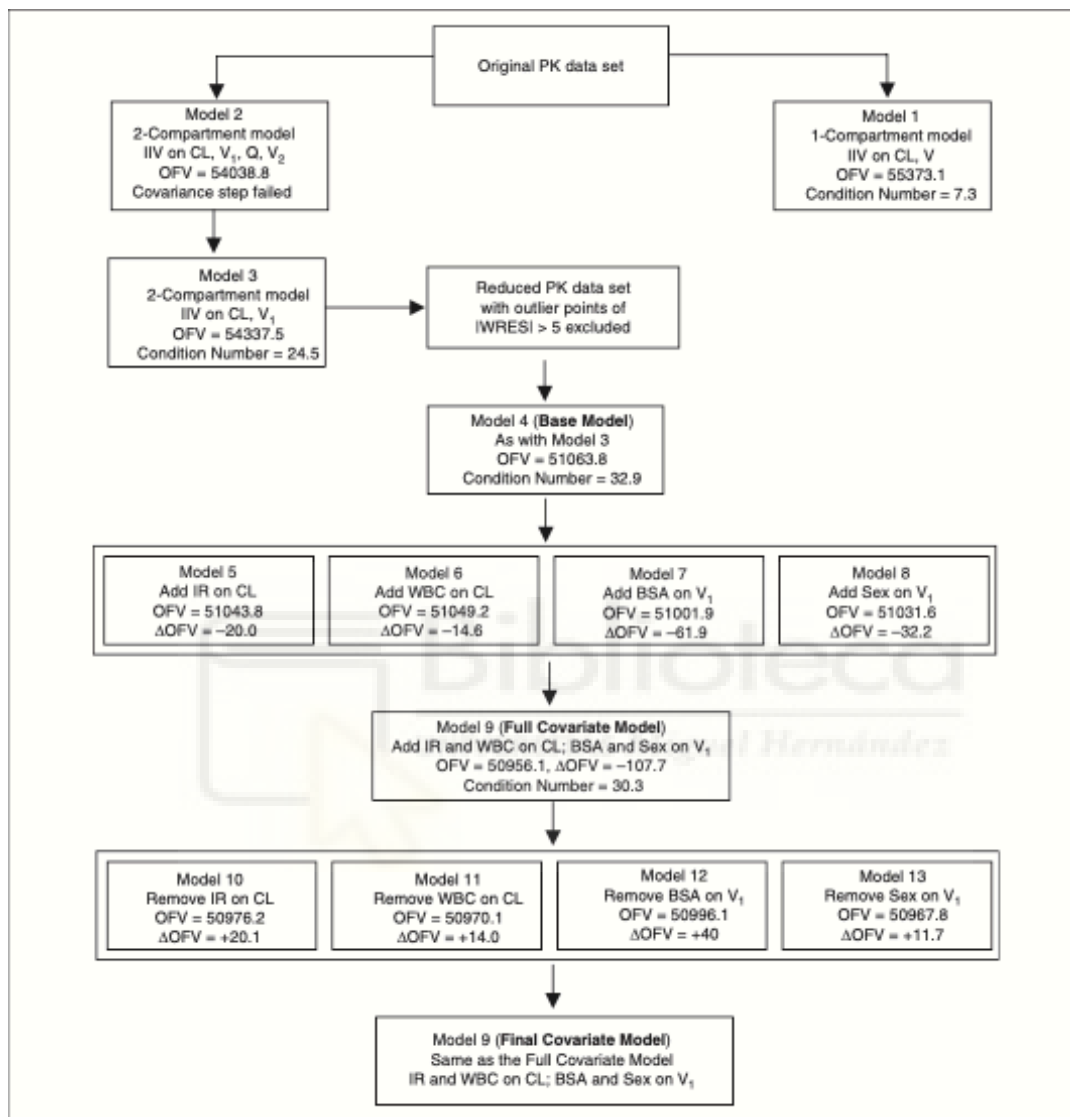 Original PK data set
Model 2
2-Compartment model
IIV on CL, V₁, Q, V₂
OFV = 54038.8
Covariance step failed
Model 1
1-Compartment model
IIV on CL, V
OFV = 55373.1
Condition Number = 7.3
Model 3
2-Compartment model
IIV on CL, V₁
OFV = 54337.5
Condition Number = 24.5
Reduced PK data set
with outlier points of
IWRESI > 5 excluded
Model 4 (Base Model)
As with Model 3
OFV = 51063.8
Condition Number = 32.9
Model 5
Add IR on CL
OFV = 51043.8
ΔOFV = –20.0
Model 6
Add WBC on CL
OFV = 51049.2
ΔOFV = –14.6
Model 7
Add BSA on V₁
OFV = 51001.9
ΔOFV = –61.9
Model 8
Add Sex on V₁
OFV = 51031.6
ΔOFV = –32.2
Biblioteca
Model 9 (Full Covariate Model)
Add IR and WBC on CL; BSA and Sex on V₁
OFV = 50956.1, ΔOFV = –107.7
Condition Number = 30.3
Hernández
Model 10
Remove IR on CL
OFV = 50976.2
ΔOFV = +20.1
Model 11
Remove WBC on CL
OFV = 50970.1
ΔOFV = +14.0
Model 12
Remove BSA on V₁
OFV = 50996.1
ΔOFV = +40
Model 13
Remove Sex on V₁
OFV = 50967.8
ΔOFV = +11.7
Model 9 (Final Covariate Model)
Same as the Full Covariate Model
IR and WBC on CL; BSA and Sex on V₁